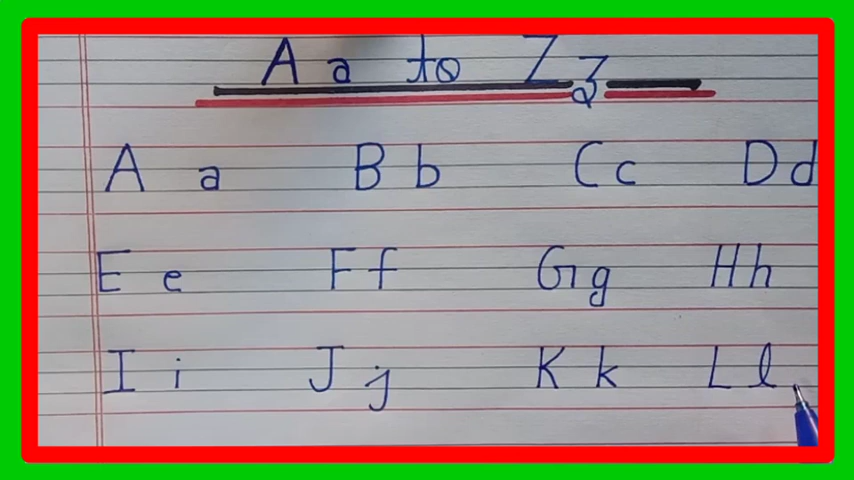 Aa to Zz
A a B b C c D d
E e F f G g H h
I i J j K k L l